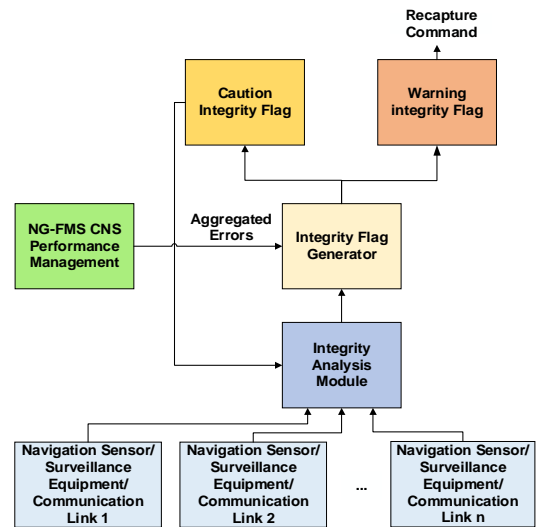 Recapture
Command
Caution
Integrity Flag
Warning
integrity Flag
NG-FMS CNS
Performance
Management
Aggregated
Errors
Integrity Flag
Generator
Integrity
Analysis
Module
Navigation Sensor/
Surveillance
Equipment/
Communication
Link 1
Navigation Sensor/
Surveillance
Equipment/
Communication
Link 2
...
Navigation Sensor/
Surveillance
Equipment/
Communication
Link n